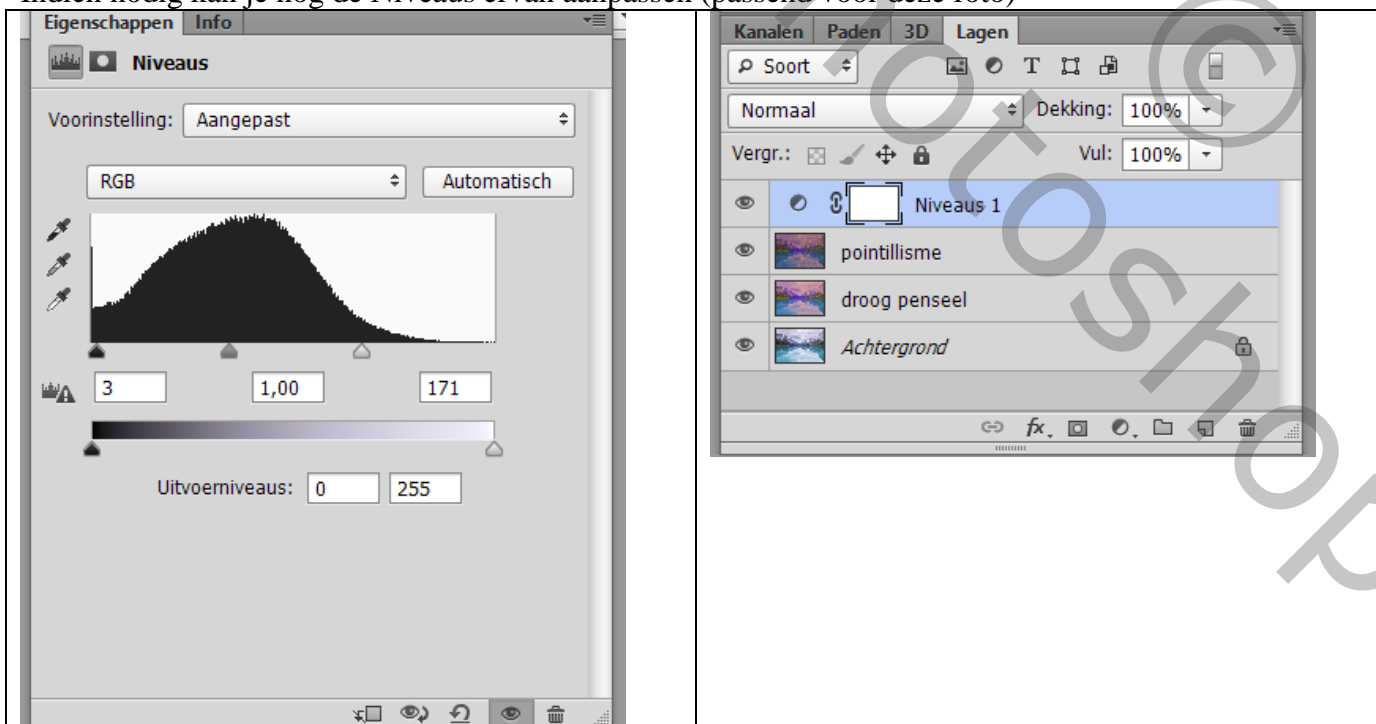 Indien nodig kan je nog de Niveaus ervan aanpassen (passend voor deze foto)
Eigenschappen Info
Niveaus
Voorinstelling: Aangepast
RGB Automatisch
3 1,00 171
Uitvoerniveaus: 0 255
Kanalen Paden 3D Lagen
Soort T
Normaal Dekking: 100%
Vergr.: Vul: 100%
Niveaus 1
pointillisme
droog penseel
Achtergrond
fx.
© Photoshop